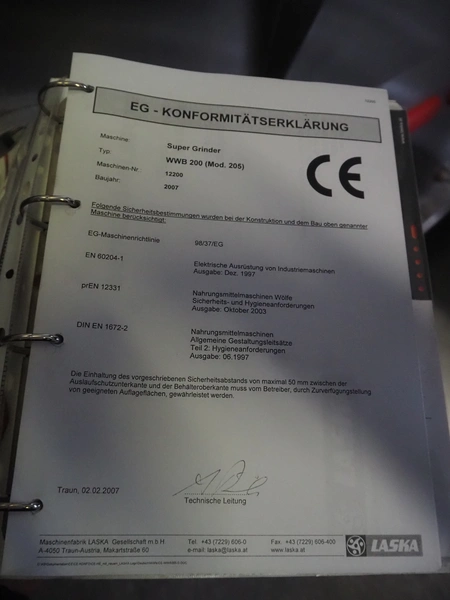 EG - KONFORMITÄTSERKLÄRUNG
Maschine: Super Grinder
Typ: WWB 200 (Mod. 205)
Maschinen-Nr. 12200
Baujahr: 2007
CE
Folgende Sicherheitsbestimmungen wurden bei der Konstruktion und dem Bau oben genannter
Maschine berücksichtigt:
EG-Maschinenrichtlinie 98/37/EG
EN 60204-1 Elektrische Ausrüstung von Industriemaschinen
Ausgabe: Dez. 1997
prEN 12331 Nahrungsmittelmaschinen Wölfe
Sicherheits- und Hygieneanforderungen
Ausgabe: Oktober 2003
DIN EN 1672-2 Nahrungsmittelmaschinen
Allgemeine Gestaltungsleitsätze
Teil 2: Hygieneanforderungen
Ausgabe: 06.1997
Die Einhaltung des vorgeschriebenen Sicherheitsabstands von maximal 50 mm zwischen der
Auslaufschutzunterkante und der Behälteroberkante muss vom Betreiber, durch Zurverfügungstellung
von geeigneten Auflageflächen, gewährleistet werden.
Traun, 02.02.2007
Technische Leitung
Maschinenfabrik LASKA Gesellschaft m b H Tel.: +43 (7229) 606-0 Fax.: +43 (7229) 606-400
A-4050 Traun-Austria, Makartstraße 60 e-mail: laska@laska.at www.laska.at
LASKA